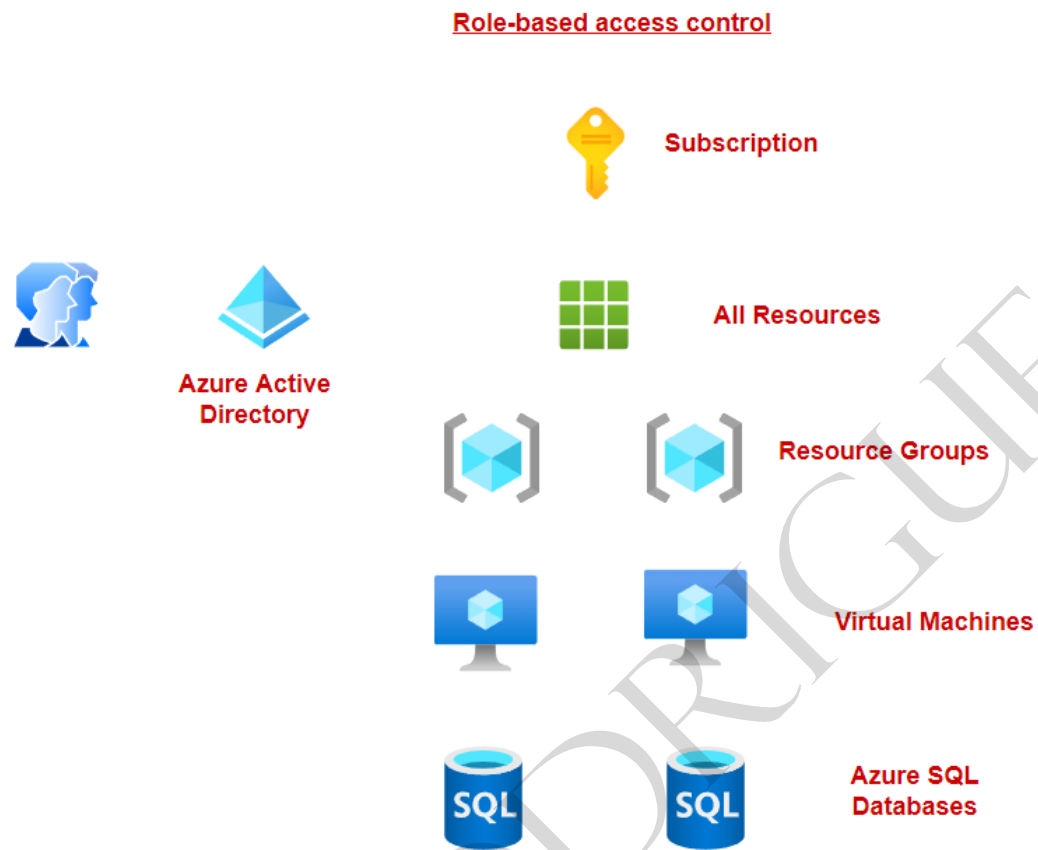 Role-based access control
Subscription
All Resources
Azure Active
Directory
Resource Groups
Virtual Machines
Azure SQL
Databases
SQL
SQL